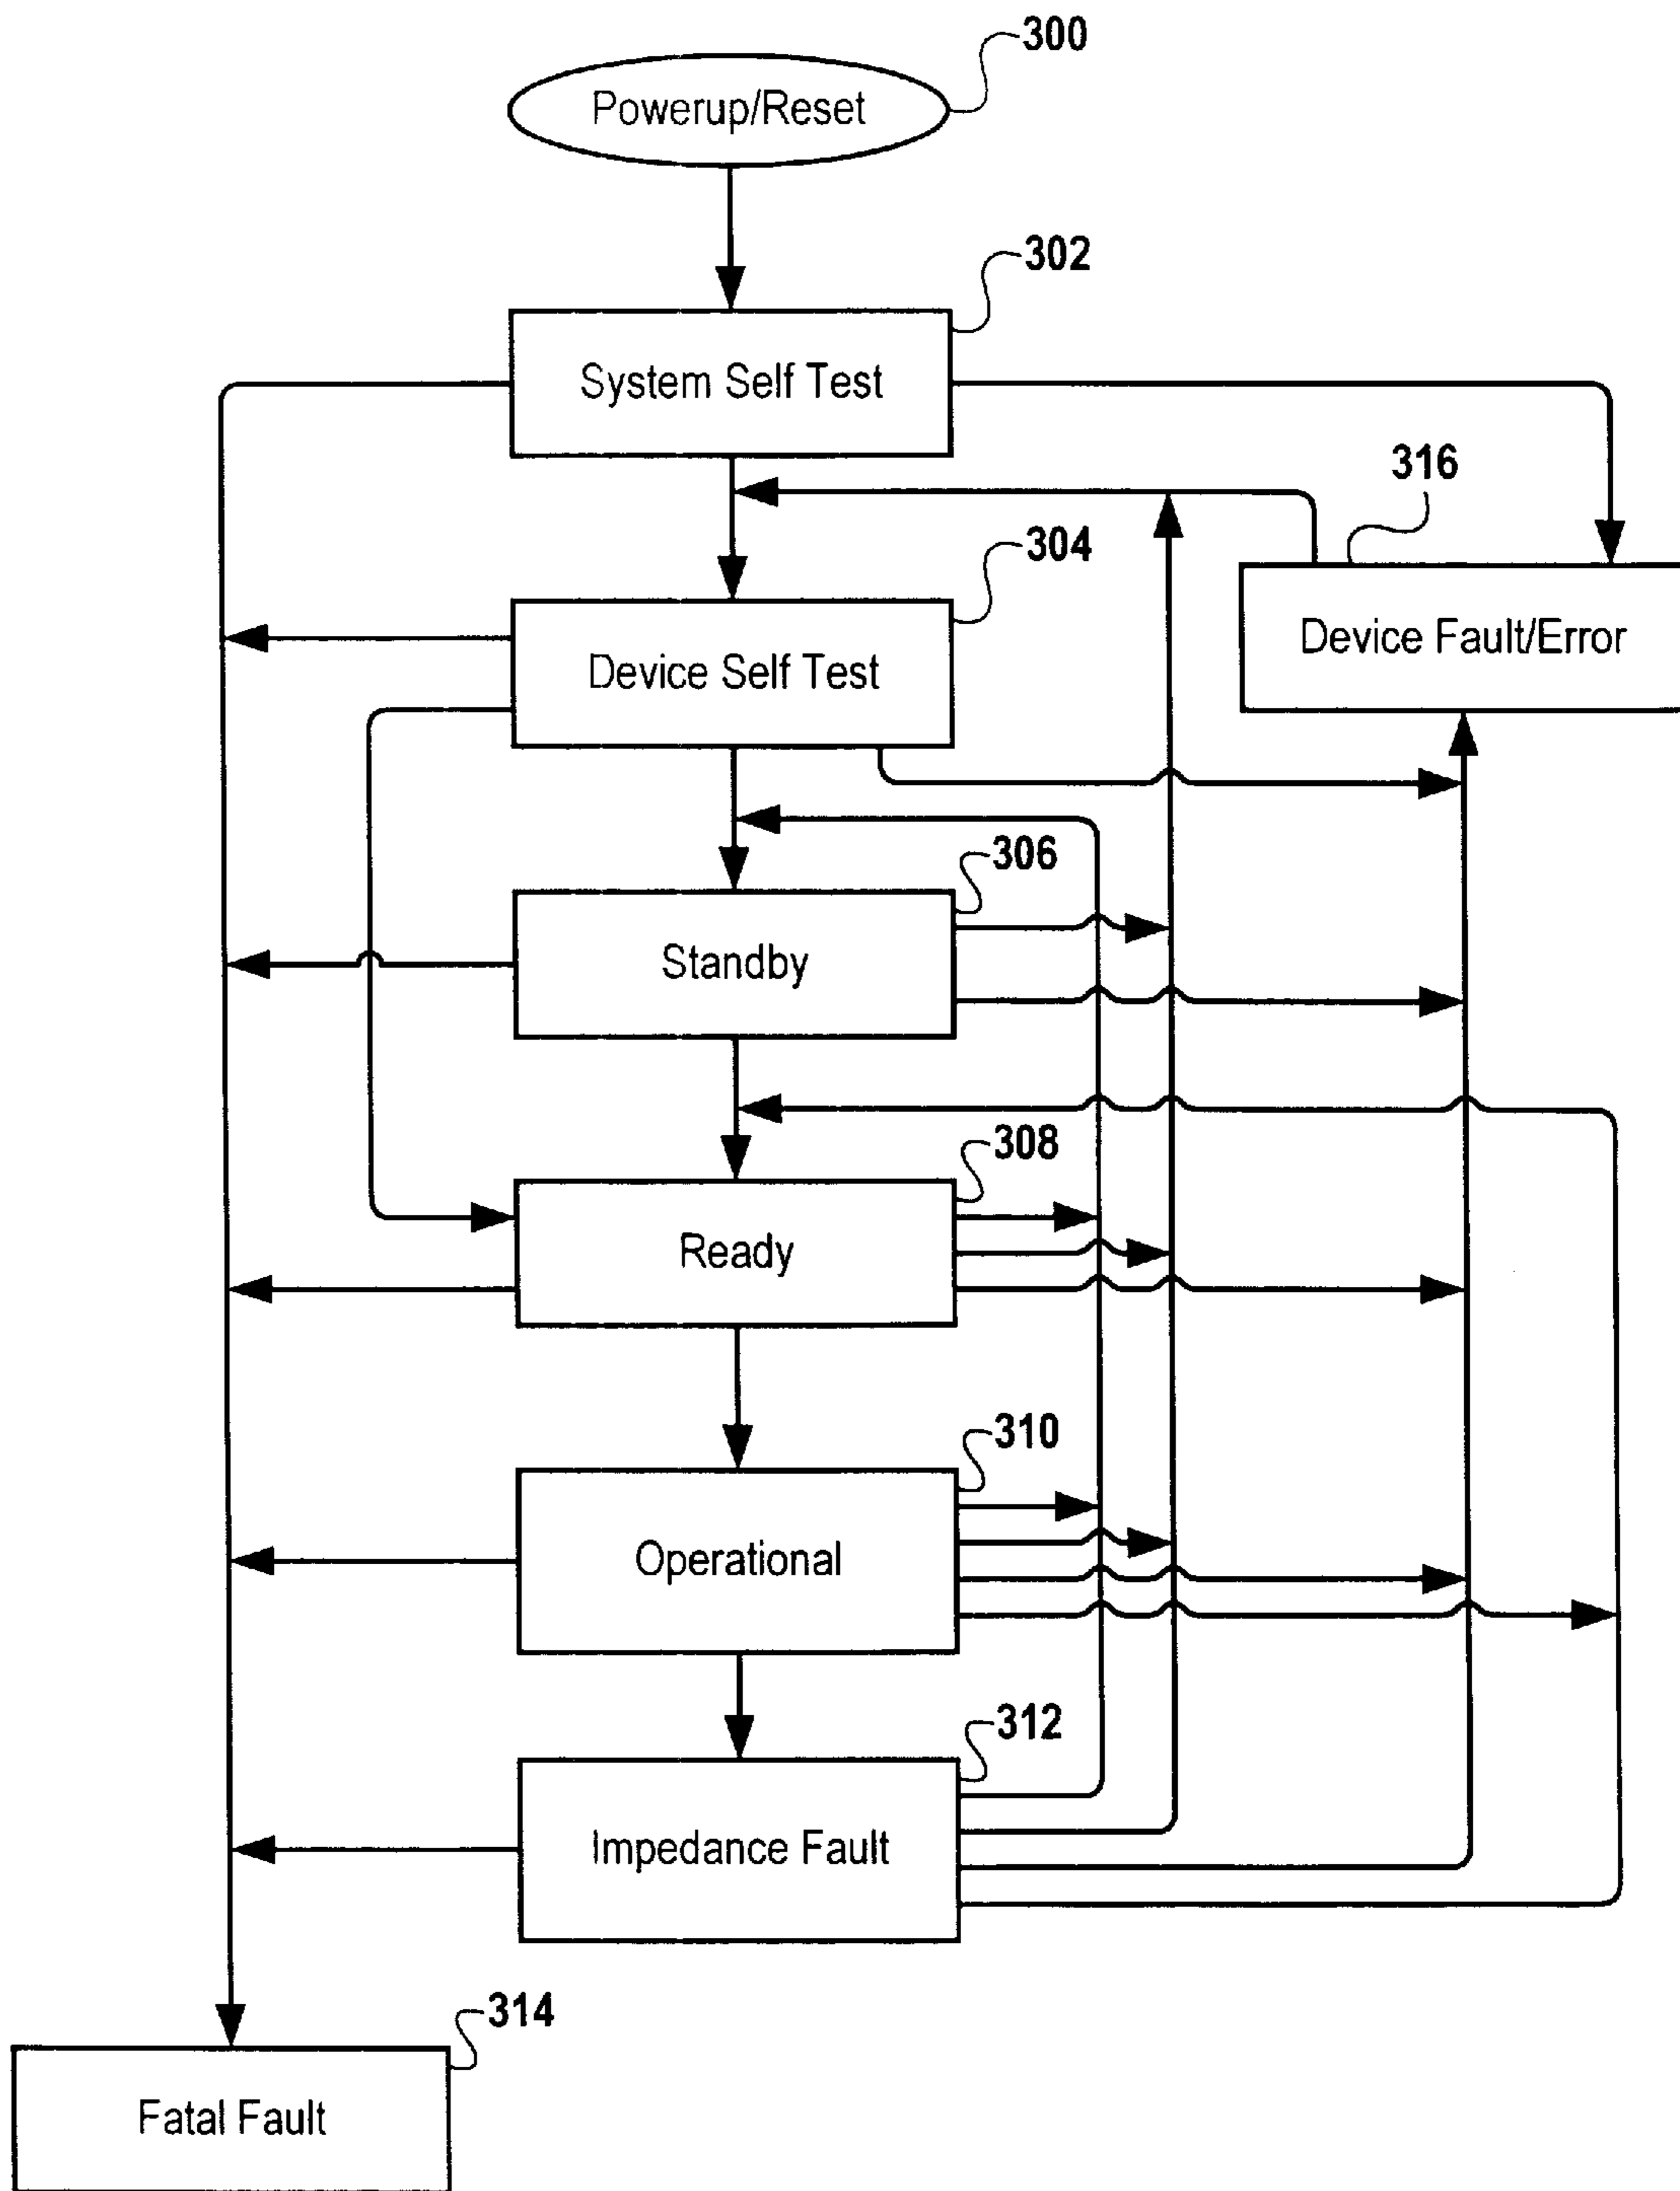 300
Powerup/Reset
302
System Self Test
316
304
Device Fault/Error
Device Self Test
306
Standby
308
Ready
310
Operational
312
Impedance Fault
314
Fatal Fault